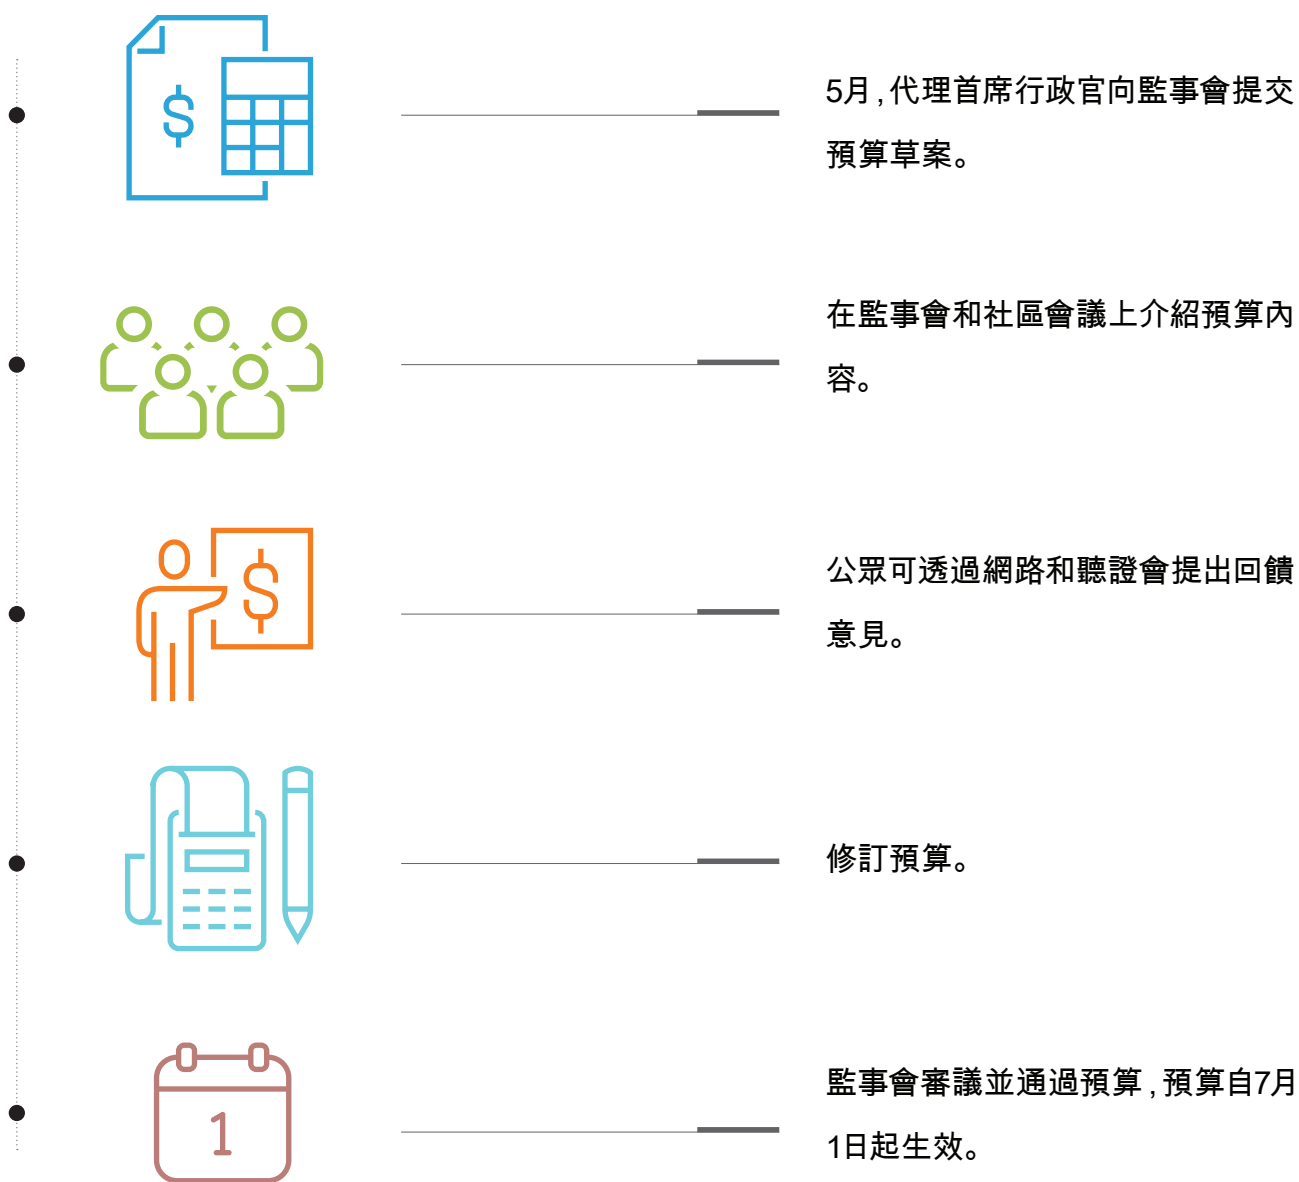 $
5月,代理首席行政官向監事會提交
預算草案。
在監事會和社區會議上介紹預算內
容。
$
公眾可透過網路和聽證會提出回饋
意見。
修訂預算。
1
監事會審議並通過預算,預算自7月
1日起生效。